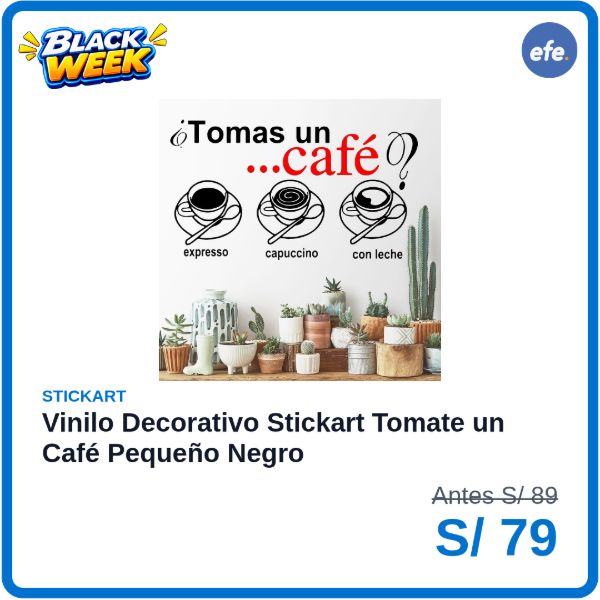 BLACK
WEEK
efe.
¿Tomas un
...café?
expresso
capuccino
con leche
STICKART
Vinilo Decorativo Stickart Tomate un
Café Pequeño Negro
Antes S/ 89
S/ 79